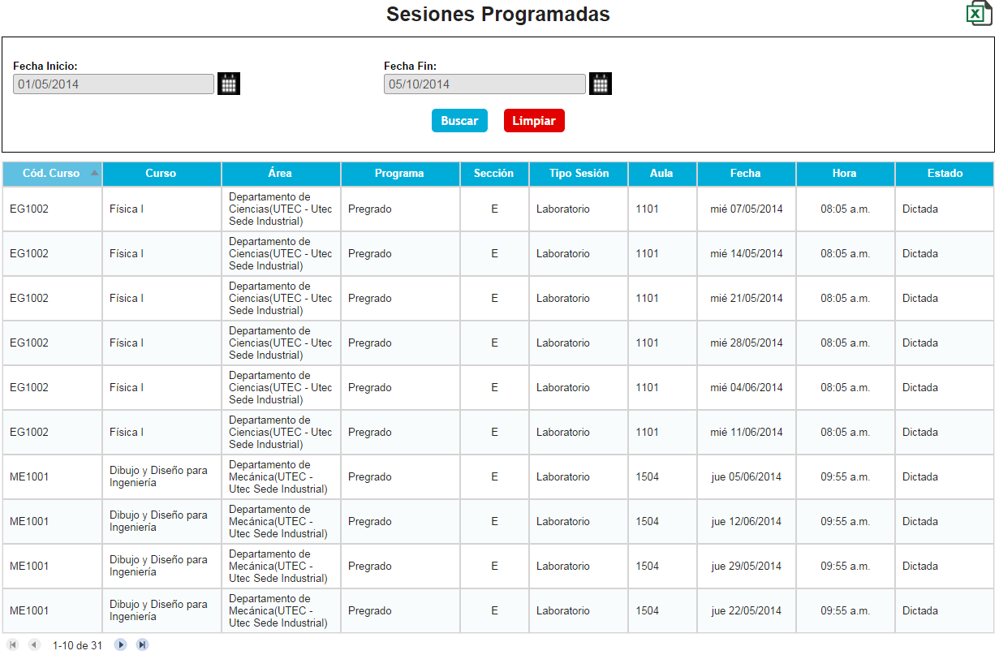 Sesiones Programadas
Fecha Inicio: Fecha Fin:
01/05/2014 05/10/2014
Buscar Limpiar
Cód. Curso Curso Área Programa Sección Tipo Sesión Aula Fecha Hora Estado
EG1002 Física I Departamento de Ciencias(UTEC - Utec Sede Industrial) Pregrado E Laboratorio 1101 mié 07/05/2014 08:05 a.m. Dictada
EG1002 Física I Departamento de Ciencias(UTEC - Utec Sede Industrial) Pregrado E Laboratorio 1101 mié 14/05/2014 08:05 a.m. Dictada
EG1002 Física I Departamento de Ciencias(UTEC - Utec Sede Industrial) Pregrado E Laboratorio 1101 mié 21/05/2014 08:05 a.m. Dictada
EG1002 Física I Departamento de Ciencias(UTEC - Utec Sede Industrial) Pregrado E Laboratorio 1101 mié 28/05/2014 08:05 a.m. Dictada
EG1002 Física I Departamento de Ciencias(UTEC - Utec Sede Industrial) Pregrado E Laboratorio 1101 mié 04/06/2014 08:05 a.m. Dictada
EG1002 Física I Departamento de Ciencias(UTEC - Utec Sede Industrial) Pregrado E Laboratorio 1101 mié 11/06/2014 08:05 a.m. Dictada
ME1001 Dibujo y Diseño para Ingeniería Departamento de Mecánica(UTEC - Utec Sede Industrial) Pregrado E Laboratorio 1504 jue 05/06/2014 09:55 a.m. Dictada
ME1001 Dibujo y Diseño para Ingeniería Departamento de Mecánica(UTEC - Utec Sede Industrial) Pregrado E Laboratorio 1504 jue 12/06/2014 09:55 a.m. Dictada
ME1001 Dibujo y Diseño para Ingeniería Departamento de Mecánica(UTEC - Utec Sede Industrial) Pregrado E Laboratorio 1504 jue 29/05/2014 09:55 a.m. Dictada
ME1001 Dibujo y Diseño para Ingeniería Departamento de Mecánica(UTEC - Utec Sede Industrial) Pregrado E Laboratorio 1504 jue 22/05/2014 09:55 a.m. Dictada
1-10 de 31